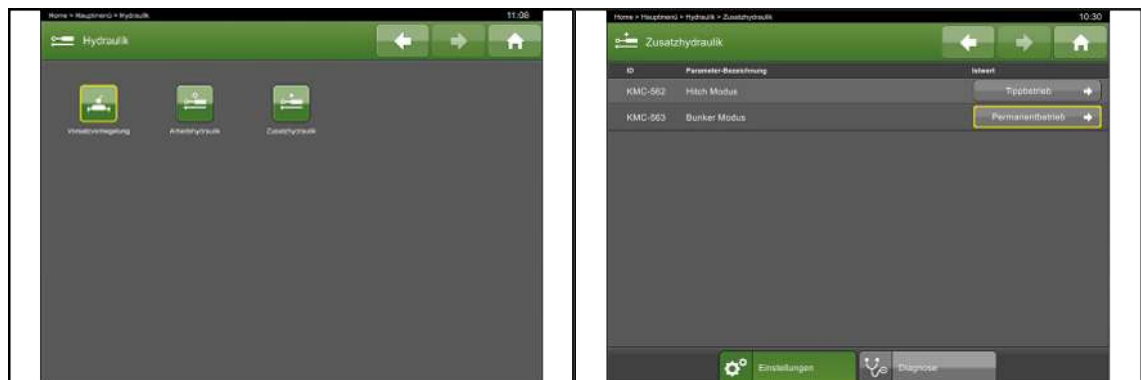 Home > Hauptmenü > Hydraulik 11:06
Hydraulik
Vorsatzverriegelung Arbeitshydraulik Zusatzhydraulik
Home > Hauptmenü > Hydraulik > Zusatzhydraulik 10:30
Zusatzhydraulik
ID Parameter-Bezeichnung Istwert
KMC-562 Hitch Modus Tippbetrieb
KMC-563 Bunker Modus Permanentbetrieb
Einstellungen Diagnose